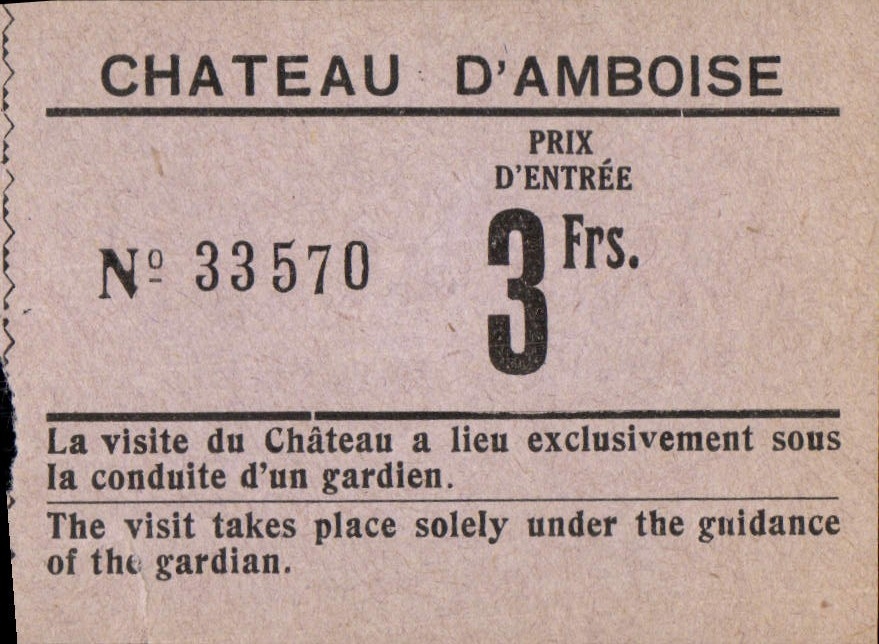 CHATEAU D'AMBOISE
PRIX
D'ENTRÉE
Nº 33570
3 Frs.
La visite du Château a lieu exclusivement sous
la conduite d'un gardien.
The visit takes place solely under the guidance
of the gardian.